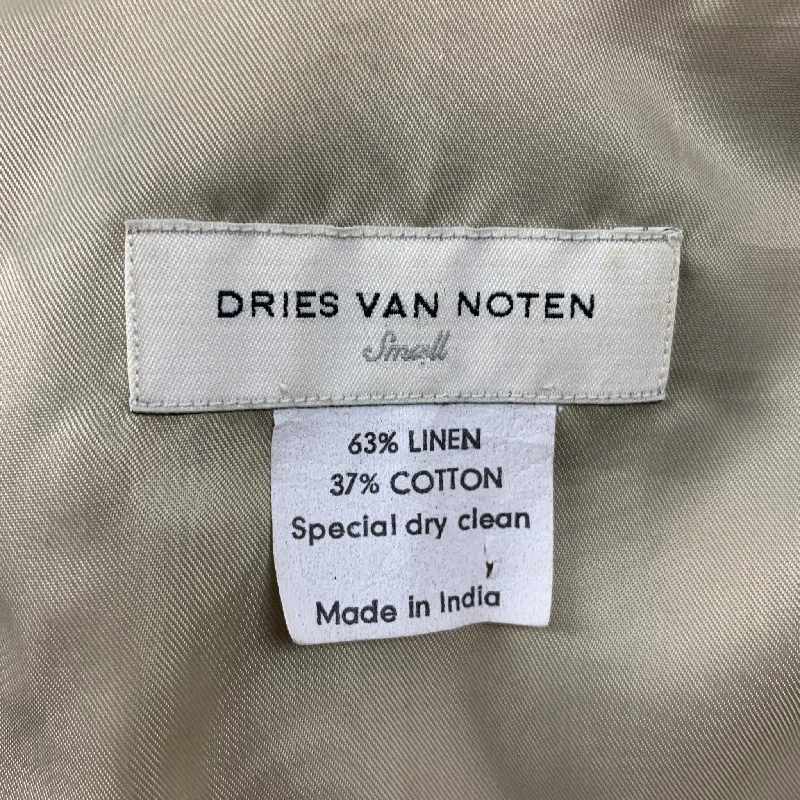 DRIES VAN NOTEN
Small
63% LINEN
37% COTTON
Special dry clean
Made in India